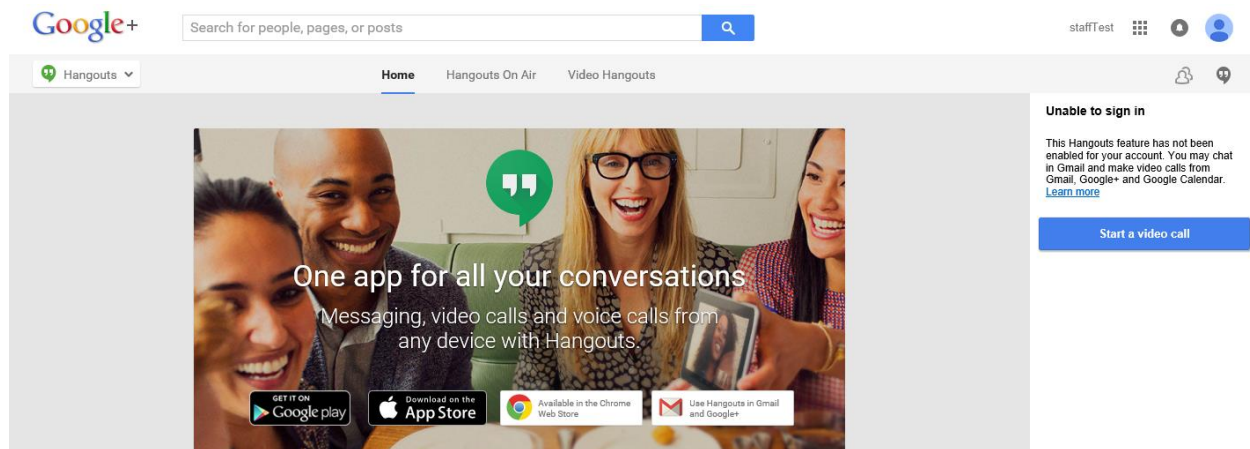 Google+
Search for people, pages, or posts
staffTest
Hangouts
Home
Hangouts On Air
Video Hangouts
Unable to sign in
This Hangouts feature has not been
enabled for your account. You may chat
in Gmail and make video calls from
Gmail, Google+ and Google Calendar.
Learn more
Start a video call
One app for all your conversations
Messaging, video calls and voice calls from
any device with Hangouts.
GET IT ON
Google play
Download on the
App Store
Available in the Chrome
Web Store
Use Hangouts in Gmail
and Google+